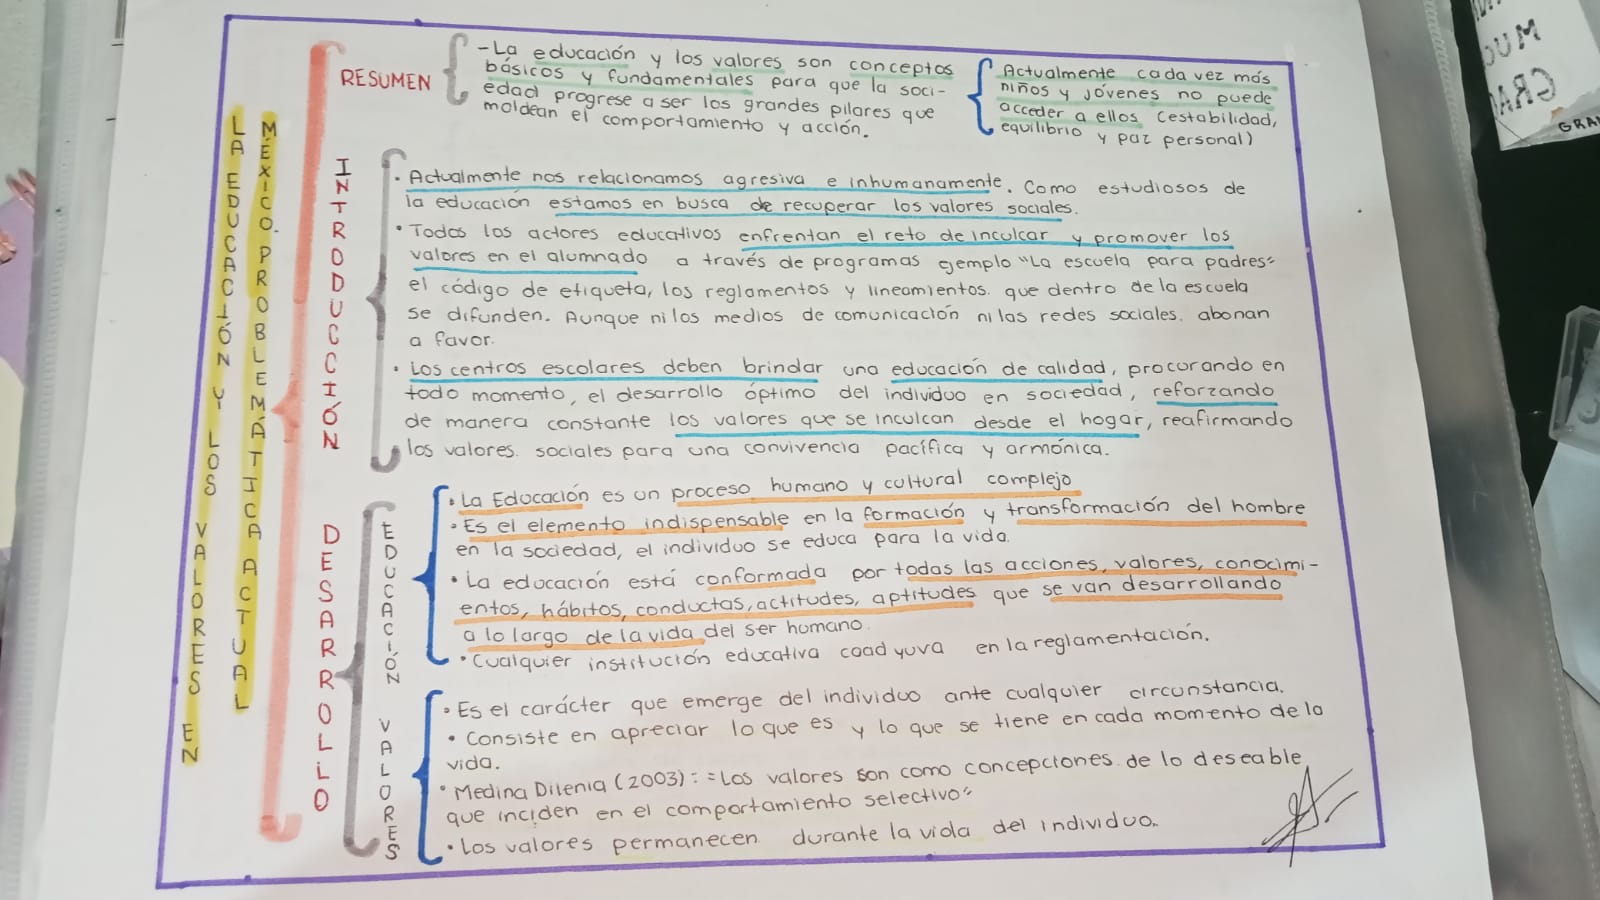 LA EDUCACIÓN Y LOS VALORES EN
MÉXICO. PROBLEMÁTICA ACTUAL
RESUMEN
-La educación y los valores son conceptos
básicos y fundamentales para que la soci-
edad progrese a ser los grandes pilares que
moldean el comportamiento y acción.
Actualmente cada vez más
niños y jóvenes no puede
acceder a ellos (estabilidad,
equilibrio y paz personal)
INTRODUCCIÓN
• Actualmente nos relacionamos agresiva e inhumanamente. Como estudiosos de
la educación estamos en busca de recuperar los valores sociales.
• Todos los actores educativos enfrentan el reto de inculcar y promover los
valores en el alumnado a través de programas ejemplo "La escuela para padres"
el código de etiqueta, los reglamentos y lineamientos. que dentro de la escuela
se difunden. Aunque ni los medios de comunicación ni las redes sociales. abonan
a favor.
• Los centros escolares deben brindar una educación de calidad, procurando en
todo momento, el desarrollo óptimo del individuo en sociedad, reforzando
de manera constante los valores que se inculcan desde el hogar, reafirmando
los valores. sociales para una convivencia pacífica y armónica.
DESARROLLO
EDUCACIÓN
• La Educación es un proceso humano y cultural complejo
• Es el elemento indispensable en la formación y transformación del hombre
en la sociedad, el individuo se educa para la vida.
• La educación está conformada por todas las acciones, valores, conocimi-
entos, hábitos, conductas, actitudes, aptitudes que se van desarrollando
a lo largo de la vida del ser humano.
• Cualquier institución educativa coadyuva en la reglamentación.
VALORES
• Es el carácter que emerge del individuo ante cualquier circunstancia.
• Consiste en apreciar lo que es y lo que se tiene en cada momento de la
vida.
• Medina Dilenia (2003): "Los valores son como concepciones de lo deseable
que inciden en el comportamiento selectivo"
• Los valores permanecen durante la vida del individuo.